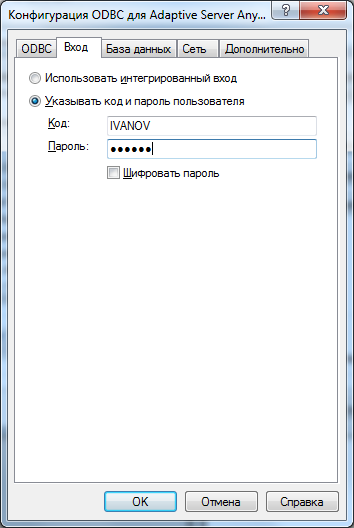 Конфигурация ODBC для Adaptive Server Any...
ODBC Вход База данных Сеть Дополнительно
Использовать интегрированный вход
Указывать код и пароль пользователя
Код: IVANOV
Пароль: ●●●●●●
Шифровать пароль
OK Отмена Справка